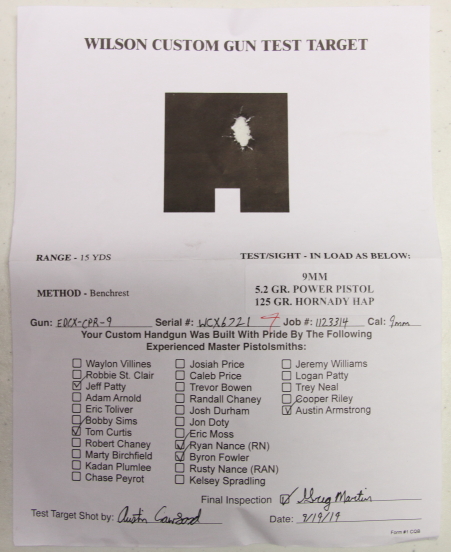 WILSON CUSTOM GUN TEST TARGET
RANGE - 15 YDS
TEST/SIGHT - IN LOAD AS BELOW:
9MM
5.2 GR. POWER PISTOL
METHOD - Benchrest
125 GR. HORNADY HAP
Gun: EDCX-CPR-9 Serial #: WCX6721 Job #: 1123314 Cal: 9mm
Your Custom Handgun Was Built With Pride By The Following
Experienced Master Pistolsmiths:
Waylon Villines
Robbie St. Clair
Jeff Patty
Adam Arnold
Eric Toliver
Bobby Sims
Tom Curtis
Robert Chaney
Marty Birchfield
Kadan Plumlee
Chase Peyrot
Josiah Price
Caleb Price
Trevor Bowen
Randall Chaney
Josh Durham
Jon Doty
Eric Moss
Ryan Nance (RN)
Byron Fowler
Rusty Nance (RAN)
Kelsey Spradling
Jeremy Williams
Logan Patty
Trey Neal
Cooper Riley
Austin Armstrong
Final Inspection Greg Martin
Test Target Shot by: Austin
Date: 9/19/19
Form #1 CGB